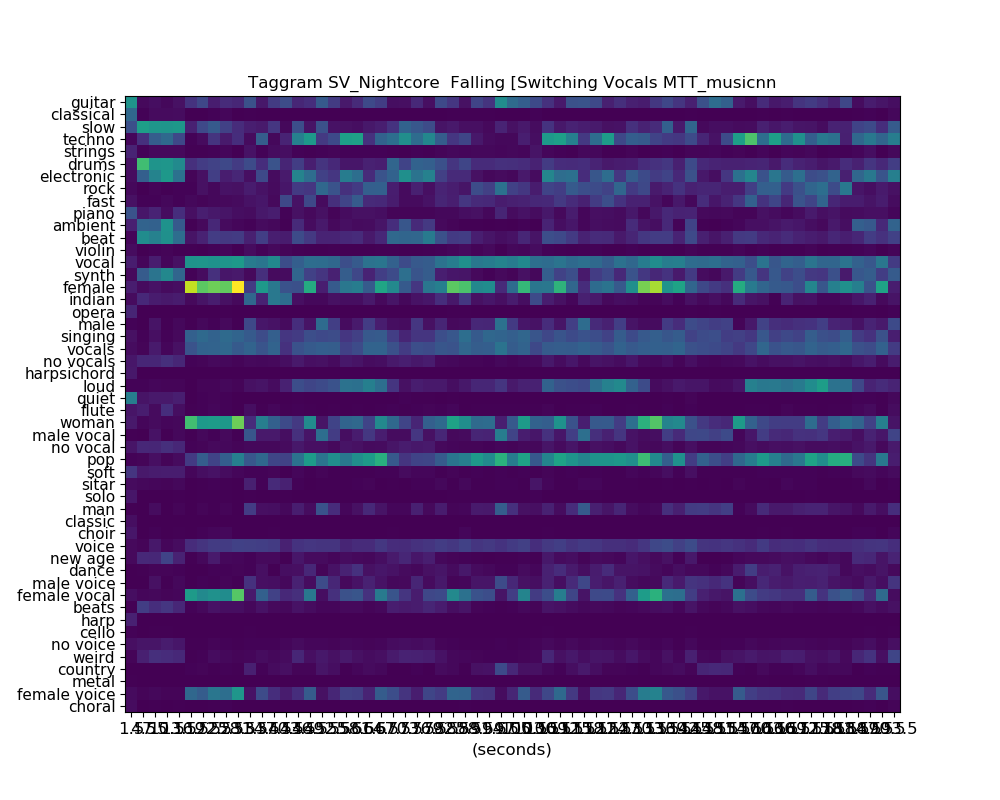 Taggram SV_Nightcore  Falling [Switching Vocals MTT_musicnn
guitar
classical
slow
techno
strings
drums
electronic
rock
fast
piano
ambient
beat
violin
vocal
synth
female
indian
opera
male
singing
vocals
no vocals
harpsichord
loud
quiet
flute
woman
male vocal
no vocal
pop
soft
sitar
solo
man
classic
choir
voice
new age
dance
male voice
female vocal
beats
harp
cello
no voice
weird
country
metal
female voice
choral
(seconds)